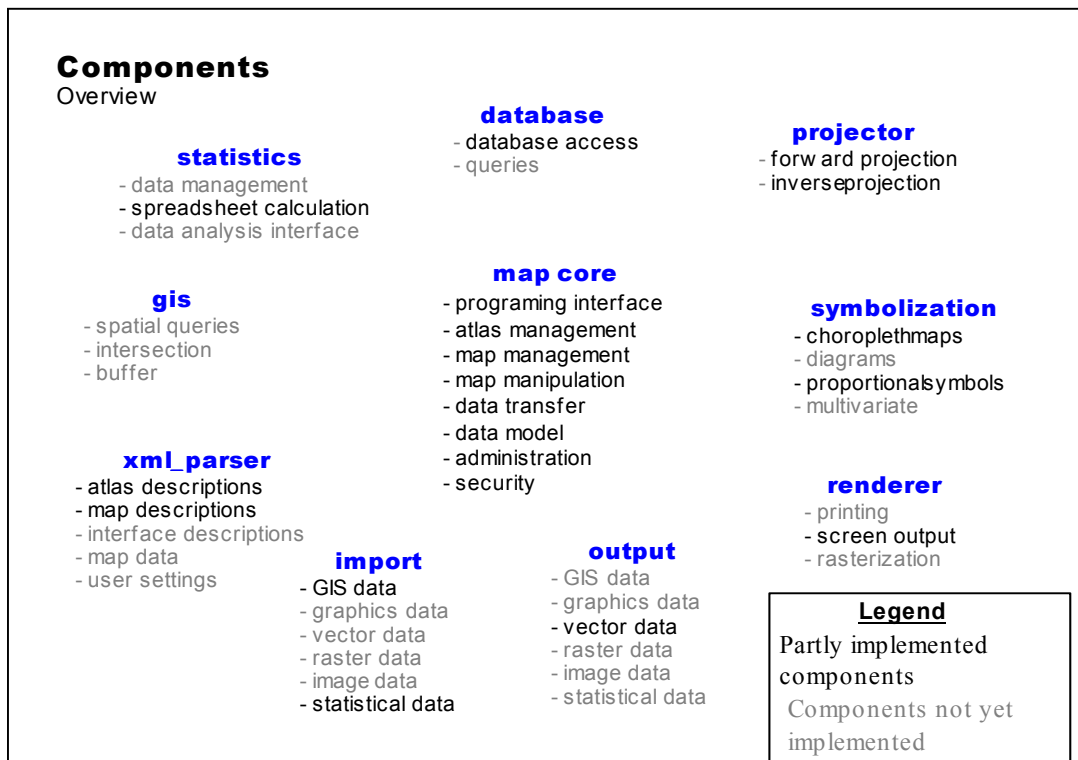 Components
Overview
statistics
- data management
- spreadsheet calculation
- data analysis interface
database
- database access
- queries
projector
- forw ard projection
- inverseprojection
gis
- spatial queries
- intersection
- buffer
map core
- programing interface
- atlas management
- map management
- map manipulation
- data transfer
- data model
- administration
- security
symbolization
- choroplethmaps
- diagrams
- proportionalsymbols
- multivariate
xml_parser
- atlas descriptions
- map descriptions
- interface descriptions
- map data
- user settings
import
- GIS data
- graphics data
- vector data
- raster data
- image data
- statistical data
output
- GIS data
- graphics data
- vector data
- raster data
- image data
- statistical data
renderer
- printing
- screen output
- rasterization
Legend
Partly implemented
components
Components not yet
implemented